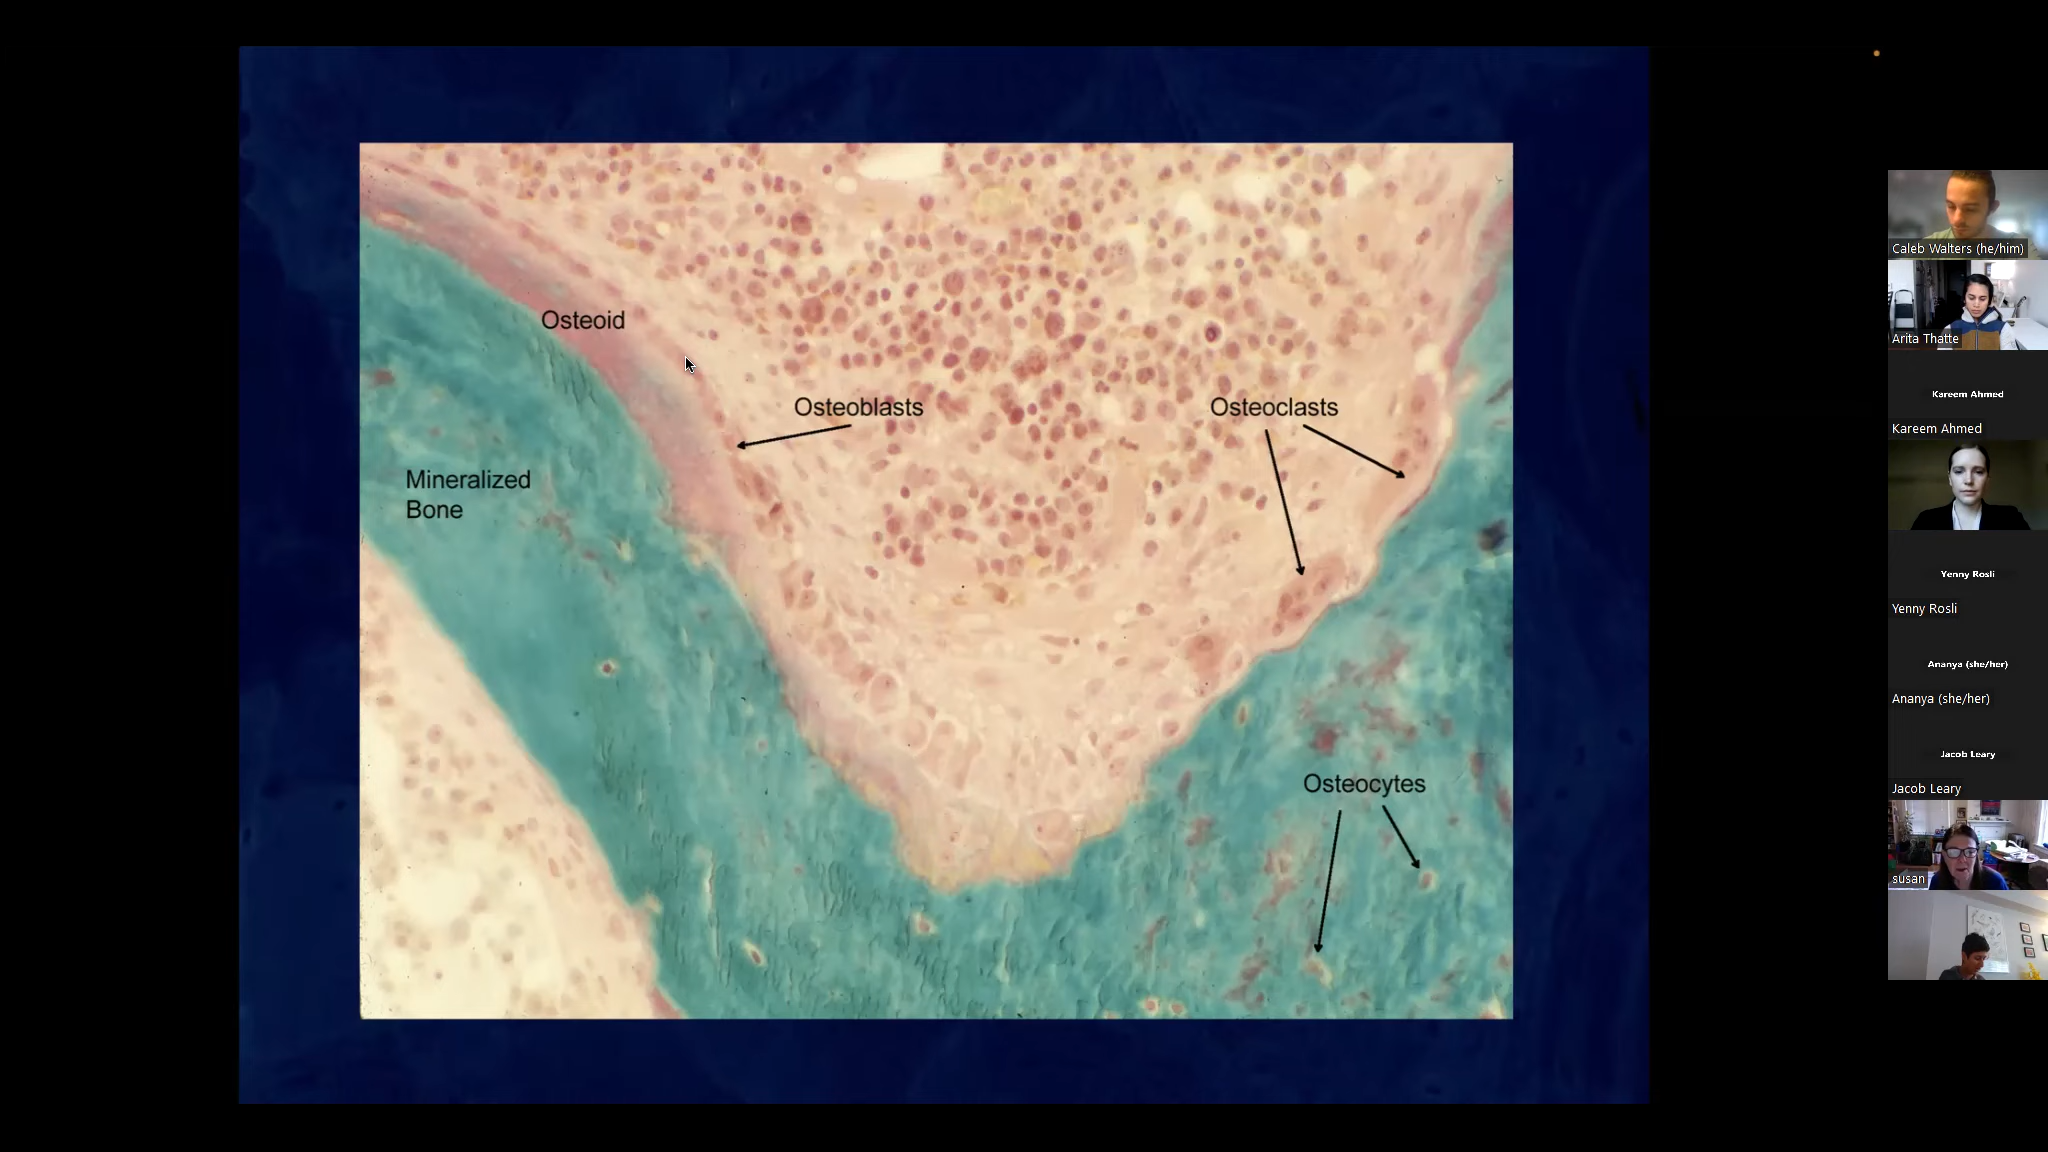 Osteoid
Osteoblasts
Osteoclasts
Mineralized
Bone
Osteocytes
Caleb Walters (he/him)
Arita Thatte
Kareem Ahmed
Kareem Ahmed
Yenny Rosli
Yenny Rosli
Ananya (she/her)
Ananya (she/her)
Jacob Leary
Jacob Leary
susan